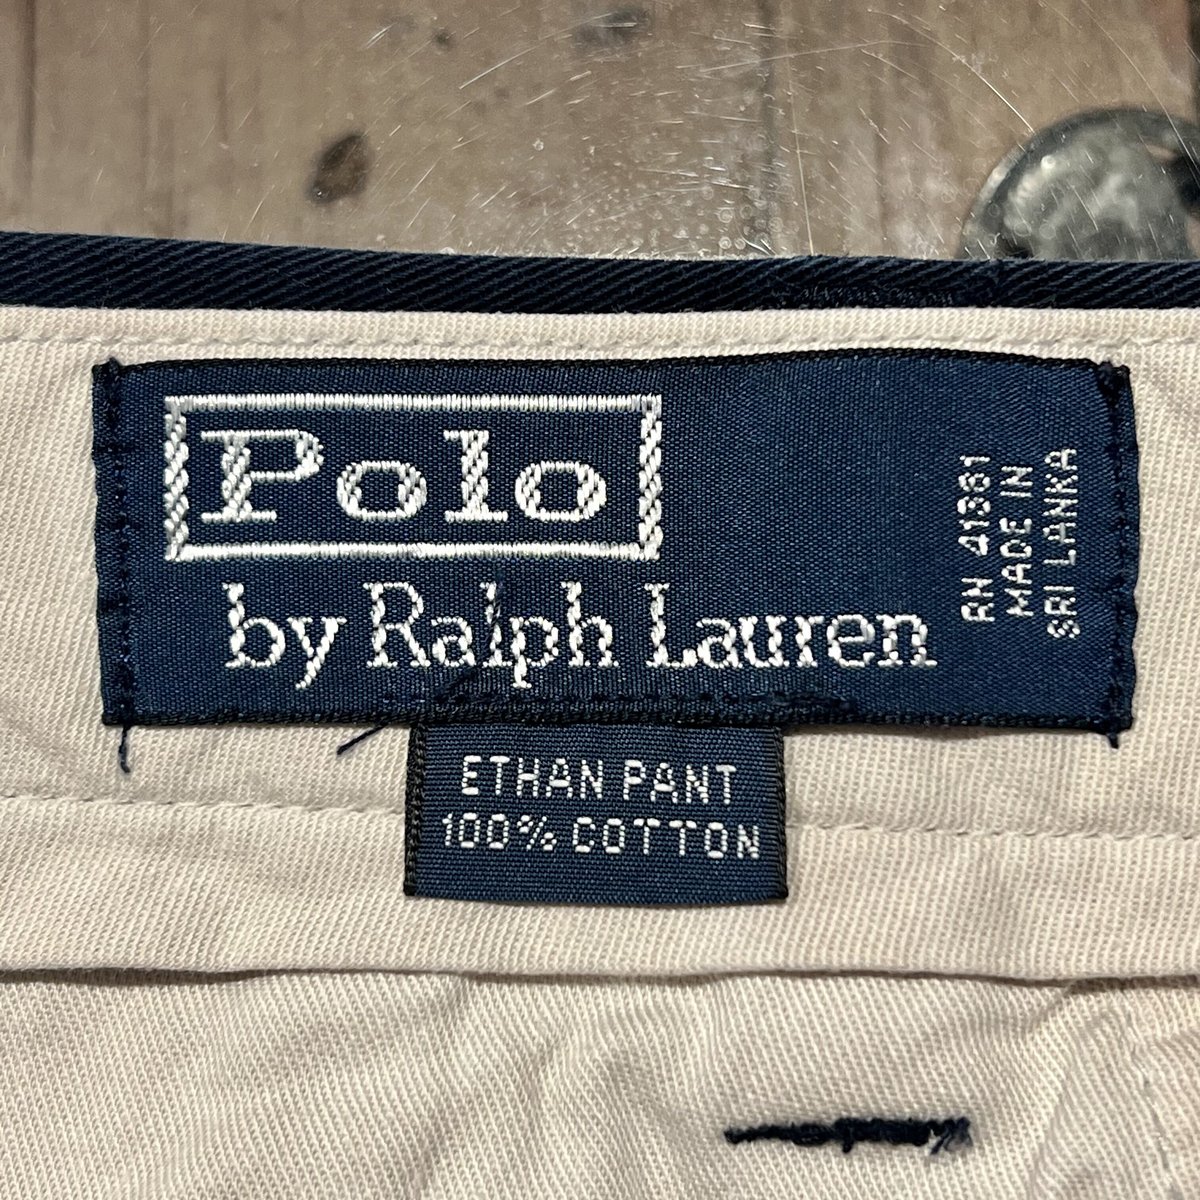 Polo
by Ralph Lauren
RN 41381
MADE IN
SRI LANKA
ETHAN PANT
100% COTTON